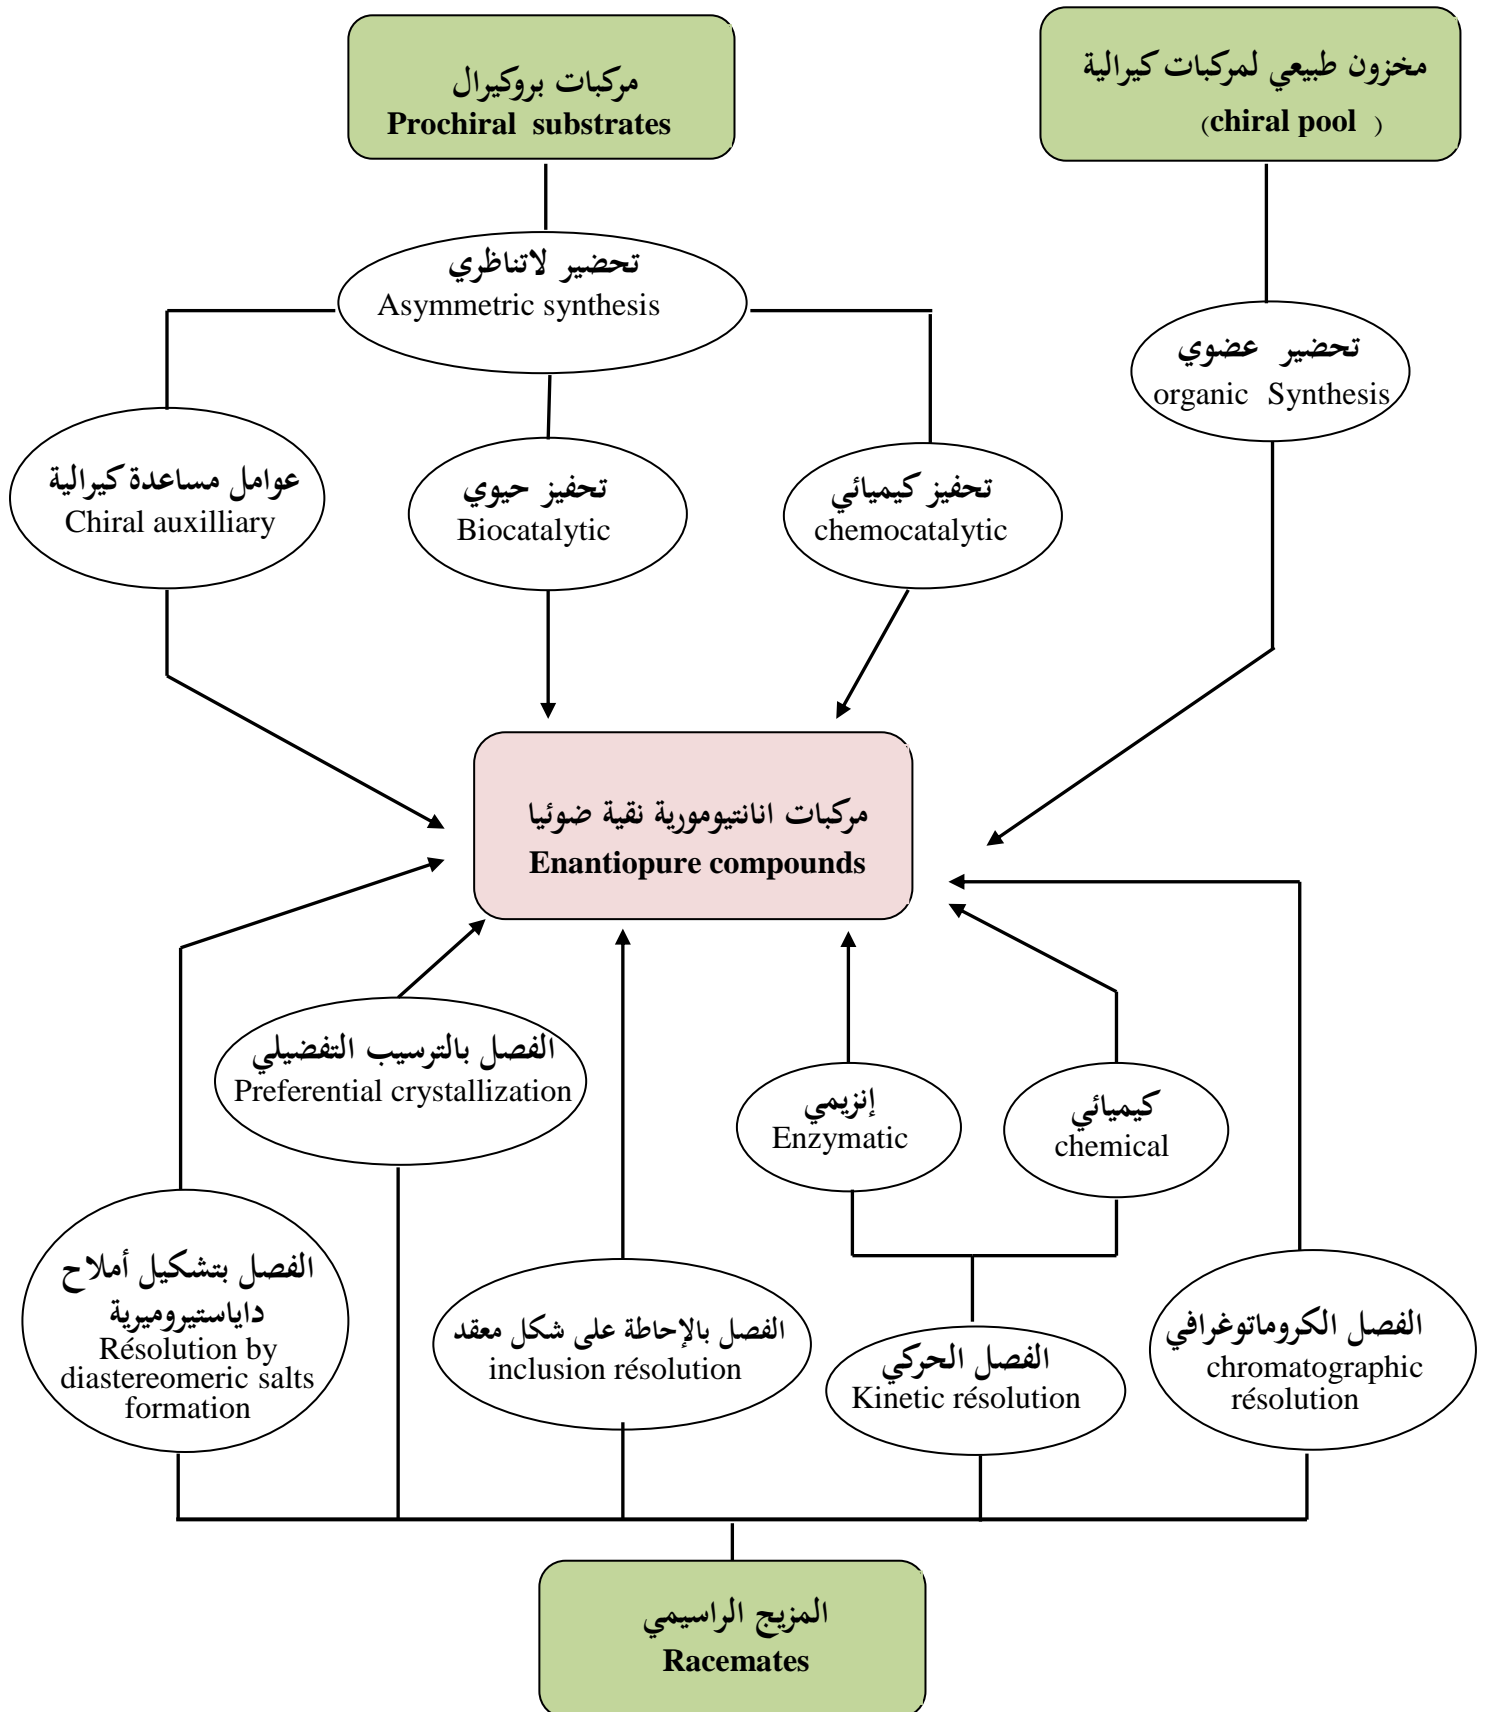 مركبات بروكيرال
Prochiral substrates
مخزون طبيعي لمركبات كيرالية
(chiral pool )
تحضير لاتناظري
Asymmetric synthesis
تحضير عضوي
organic Synthesis
عوامل مساعدة كيرالية
Chiral auxilliary
تحفيز حيوي
Biocatalytic
تحفيز كيميائي
chemocatalytic
مركبات انانتيومورية نقية ضوئيا
Enantiopure compounds
الفصل بالترسيب التفضيلي
Preferential crystallization
إنزيمي
Enzymatic
كيميائي
chemical
الفصل بتشكيل أملاح
داياستيروميرية
Résolution by
diastereomeric salts
formation
الفصل بالإحاطة على شكل معقد
inclusion résolution
الفصل الحركي
Kinetic résolution
الفصل الكروماتوغرافي
chromatographic
résolution
المزيج الراسيمي
Racemates